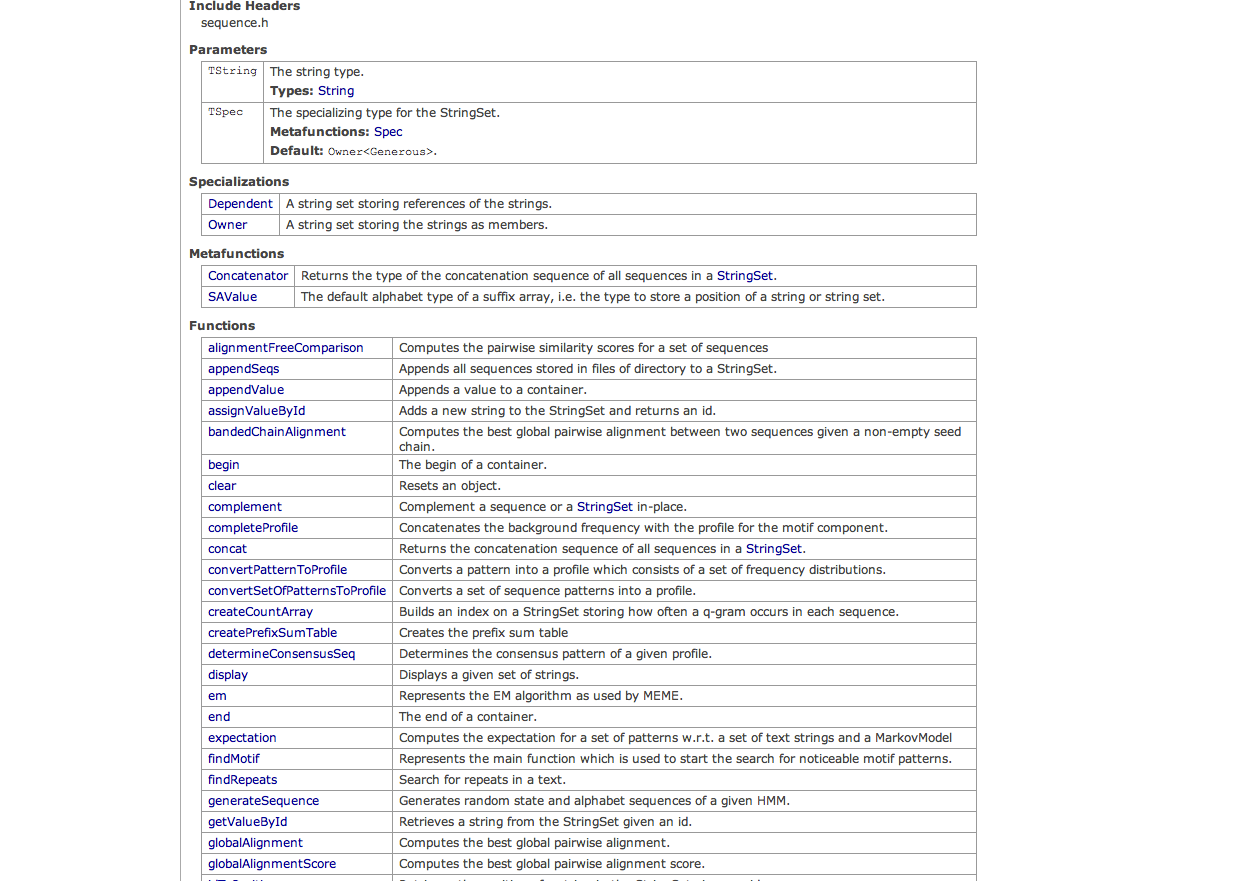 Include Headers
sequence.h
Parameters
TString The string type.
Types: String
TSpec The specializing type for the StringSet.
Metafunctions: Spec
Default: Owner<Generous>.
Specializations
Dependent A string set storing references of the strings.
Owner A string set storing the strings as members.
Metafunctions
Concatenator Returns the type of the concatenation sequence of all sequences in a StringSet.
SAValue The default alphabet type of a suffix array, i.e. the type to store a position of a string or string set.
Functions
alignmentFreeComparison Computes the pairwise similarity scores for a set of sequences
appendSeqs Appends all sequences stored in files of directory to a StringSet.
appendValue Appends a value to a container.
assignValueById Adds a new string to the StringSet and returns an id.
bandedChainAlignment Computes the best global pairwise alignment between two sequences given a non-empty seed
chain.
begin The begin of a container.
clear Resets an object.
complement Complement a sequence or a StringSet in-place.
completeProfile Concatenates the background frequency with the profile for the motif component.
concat Returns the concatenation sequence of all sequences in a StringSet.
convertPatternToProfile Converts a pattern into a profile which consists of a set of frequency distributions.
convertSetOfPatternsToProfile Converts a set of sequence patterns into a profile.
createCountArray Builds an index on a StringSet storing how often a q-gram occurs in each sequence.
createPrefixSumTable Creates the prefix sum table
determineConsensusSeq Determines the consensus pattern of a given profile.
display Displays a given set of strings.
em Represents the EM algorithm as used by MEME.
end The end of a container.
expectation Computes the expectation for a set of patterns w.r.t. a set of text strings and a MarkovModel
findMotif Represents the main function which is used to start the search for noticeable motif patterns.
findRepeats Search for repeats in a text.
generateSequence Generates random state and alphabet sequences of a given HMM.
getValueById Retrieves a string from the StringSet given an id.
globalAlignment Computes the best global pairwise alignment.
globalAlignmentScore Computes the best global pairwise alignment score.